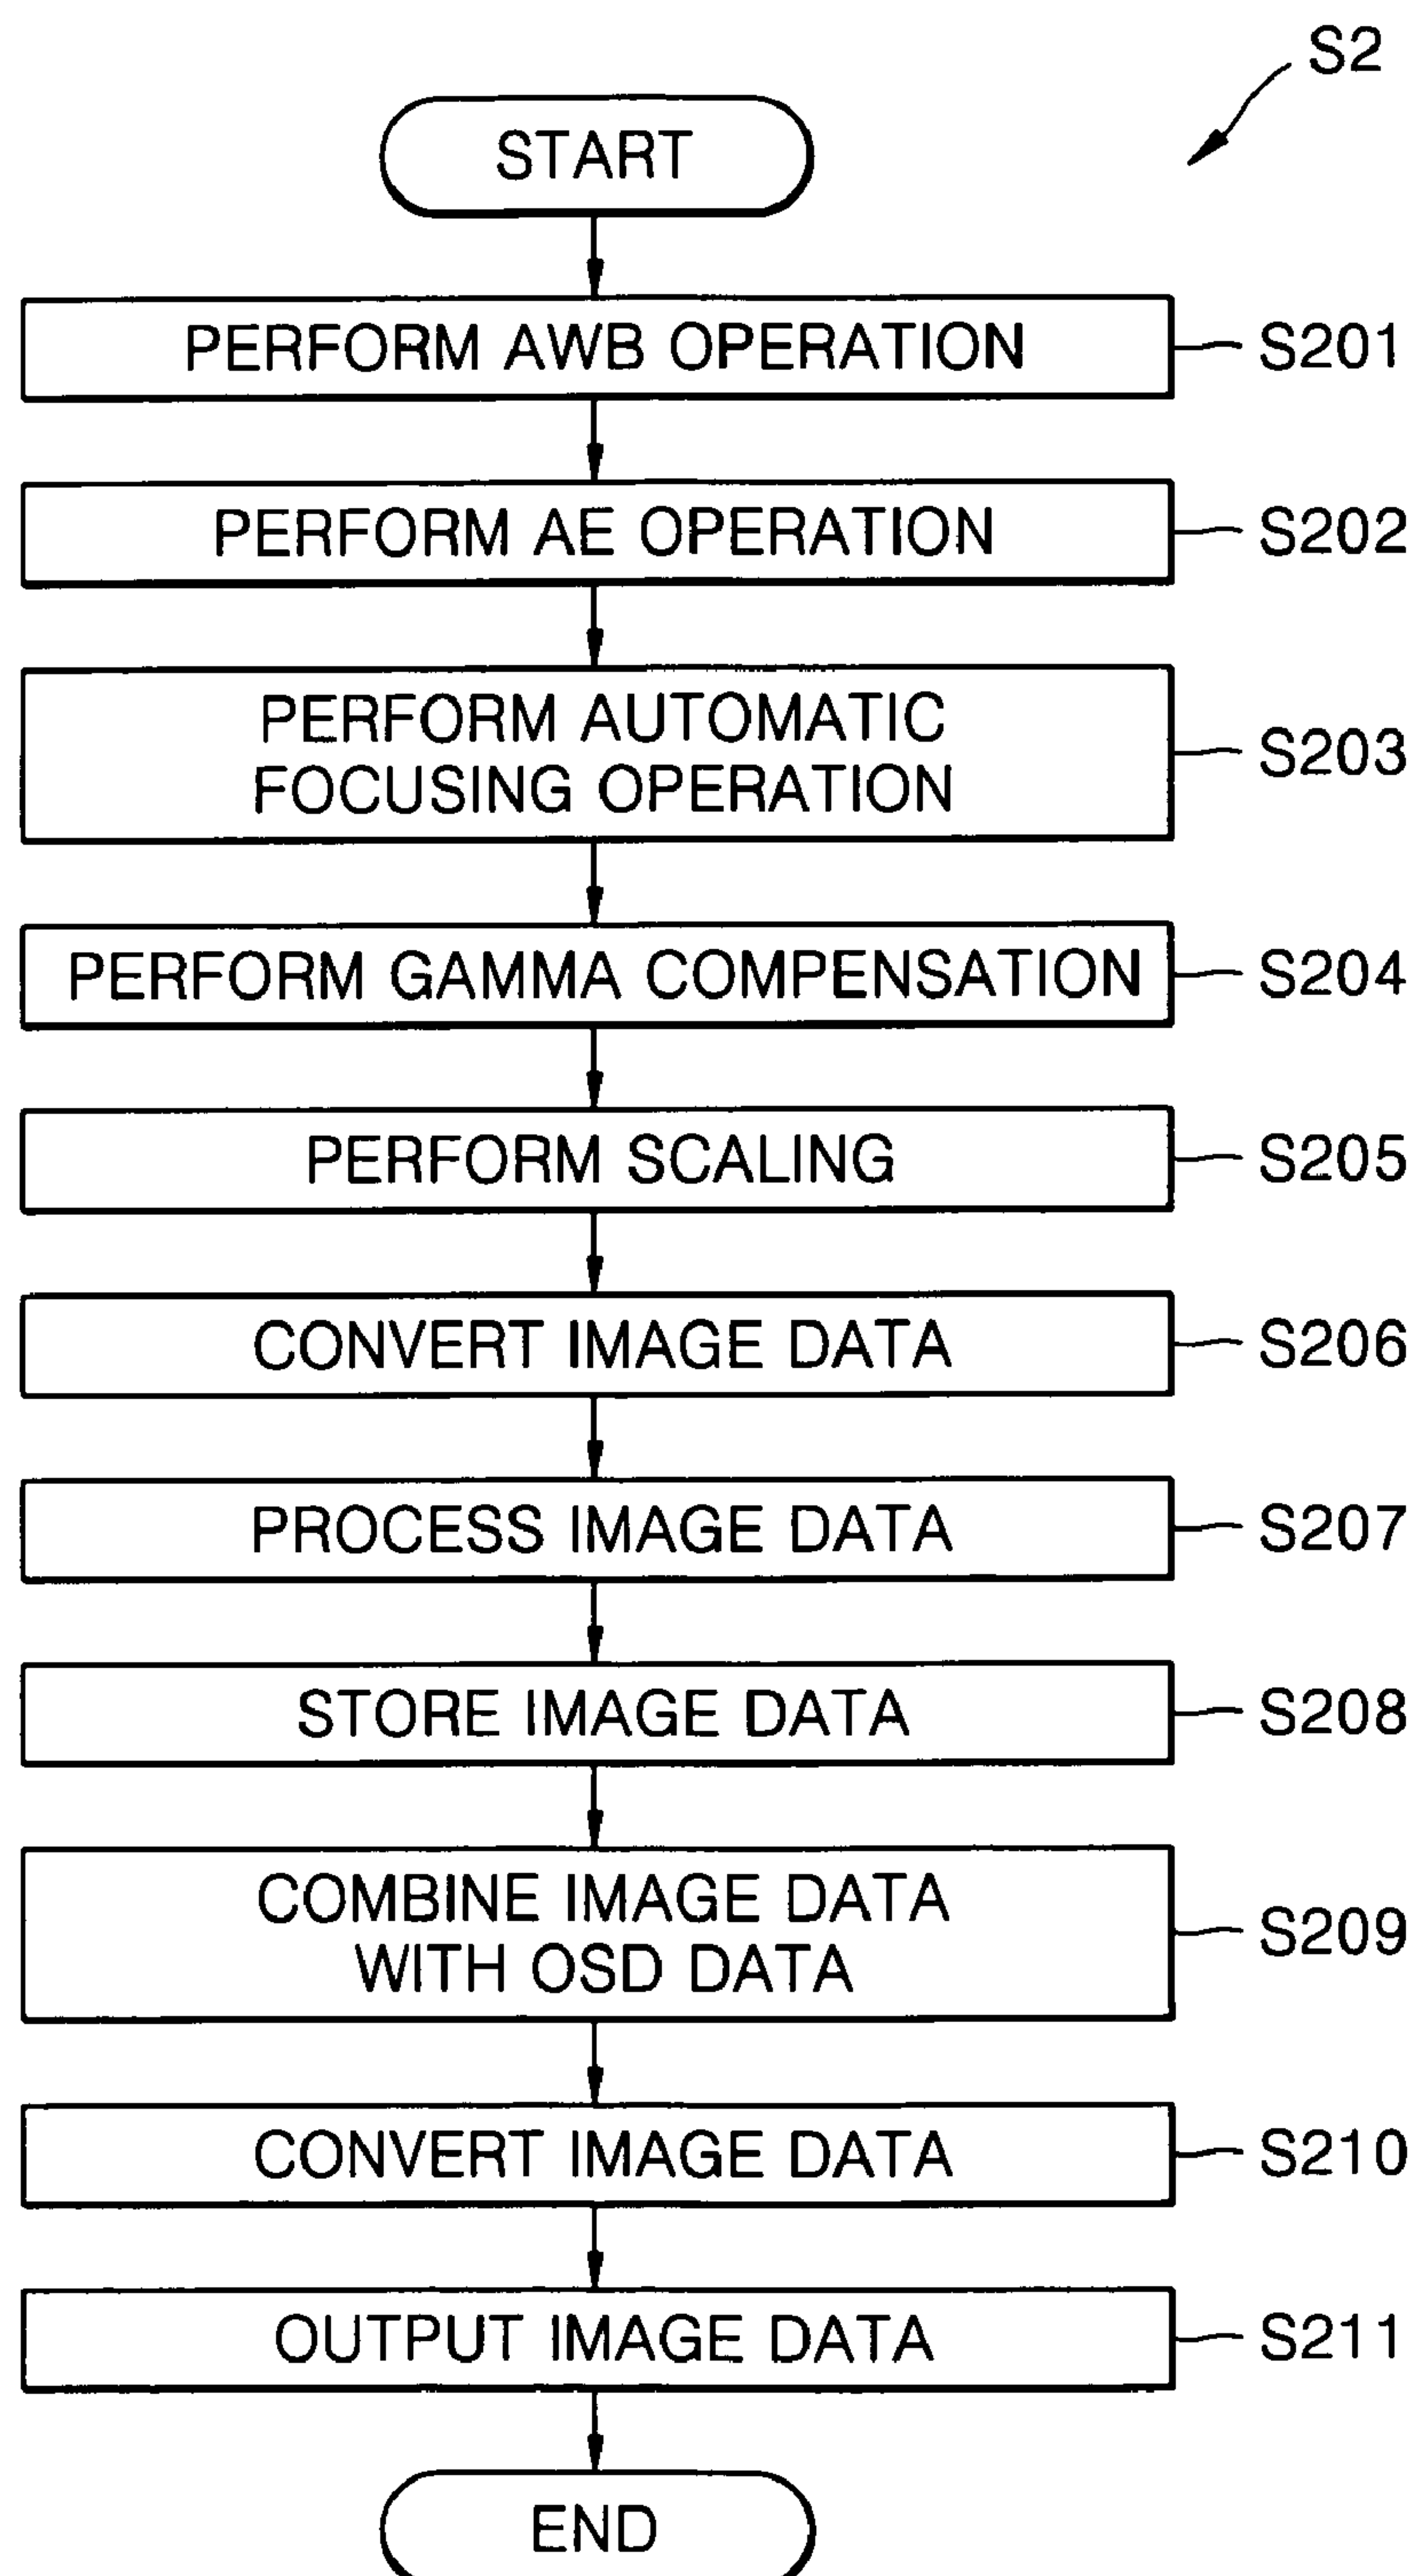 S2
START
PERFORM AWB OPERATION
S201
PERFORM AE OPERATION
S202
PERFORM AUTOMATIC
FOCUSING OPERATION
S203
PERFORM GAMMA COMPENSATION
S204
PERFORM SCALING
S205
CONVERT IMAGE DATA
S206
PROCESS IMAGE DATA
S207
STORE IMAGE DATA
S208
COMBINE IMAGE DATA
WITH OSD DATA
S209
CONVERT IMAGE DATA
S210
OUTPUT IMAGE DATA
S211
END